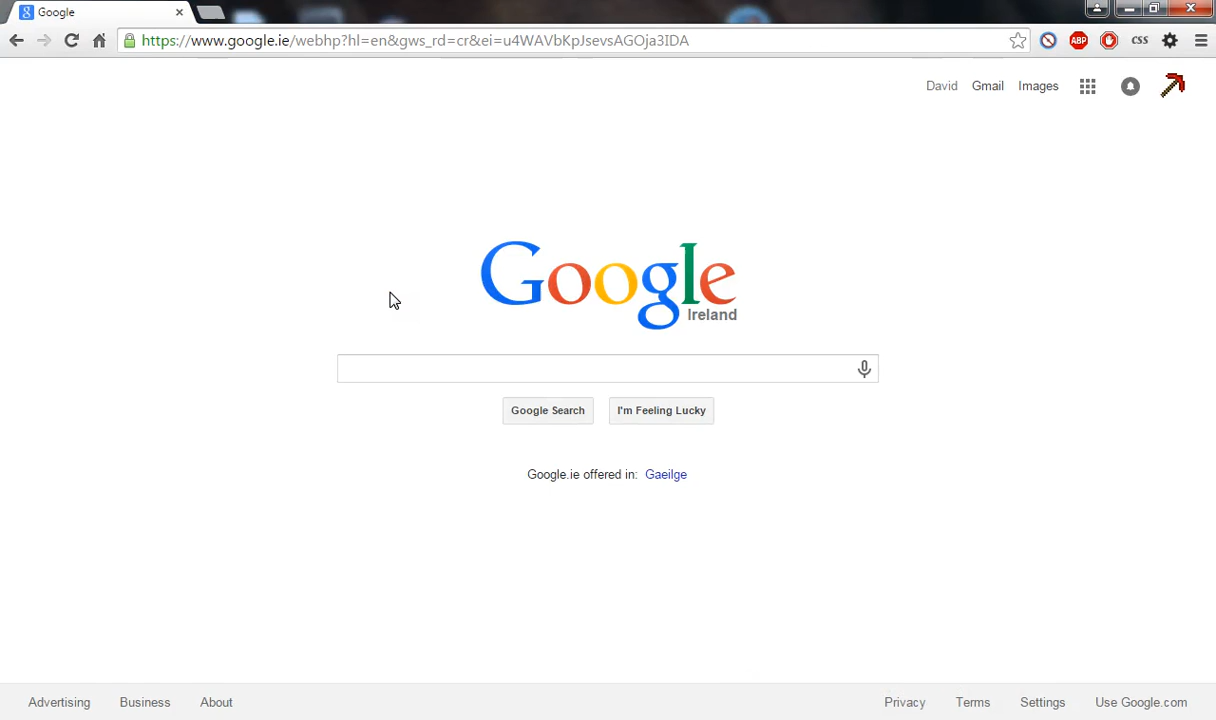 Google
https://www.google.ie/webhp?hl=en&gws_rd=cr&ei=u4WAVbKpJsevsAGOja3IDA
ABP
CSS
David Gmail Images
Google
Ireland
Google Search I'm Feeling Lucky
Google.ie offered in: Gaeilge
Advertising Business About Privacy Terms Settings Use Google.com